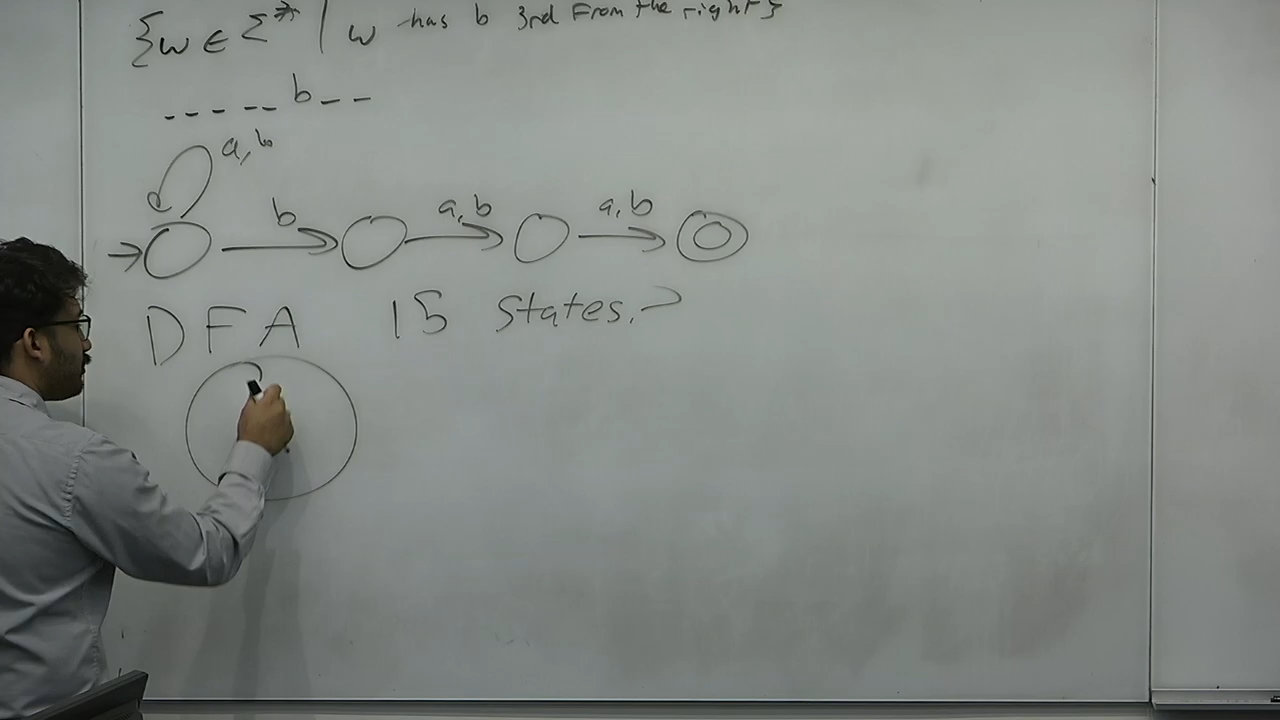 {w ∈ Σ* | w has b 3rd from the right}
_ _ _ _ _ b _ _
a, b
b a, b a, b
DFA 15 states.?